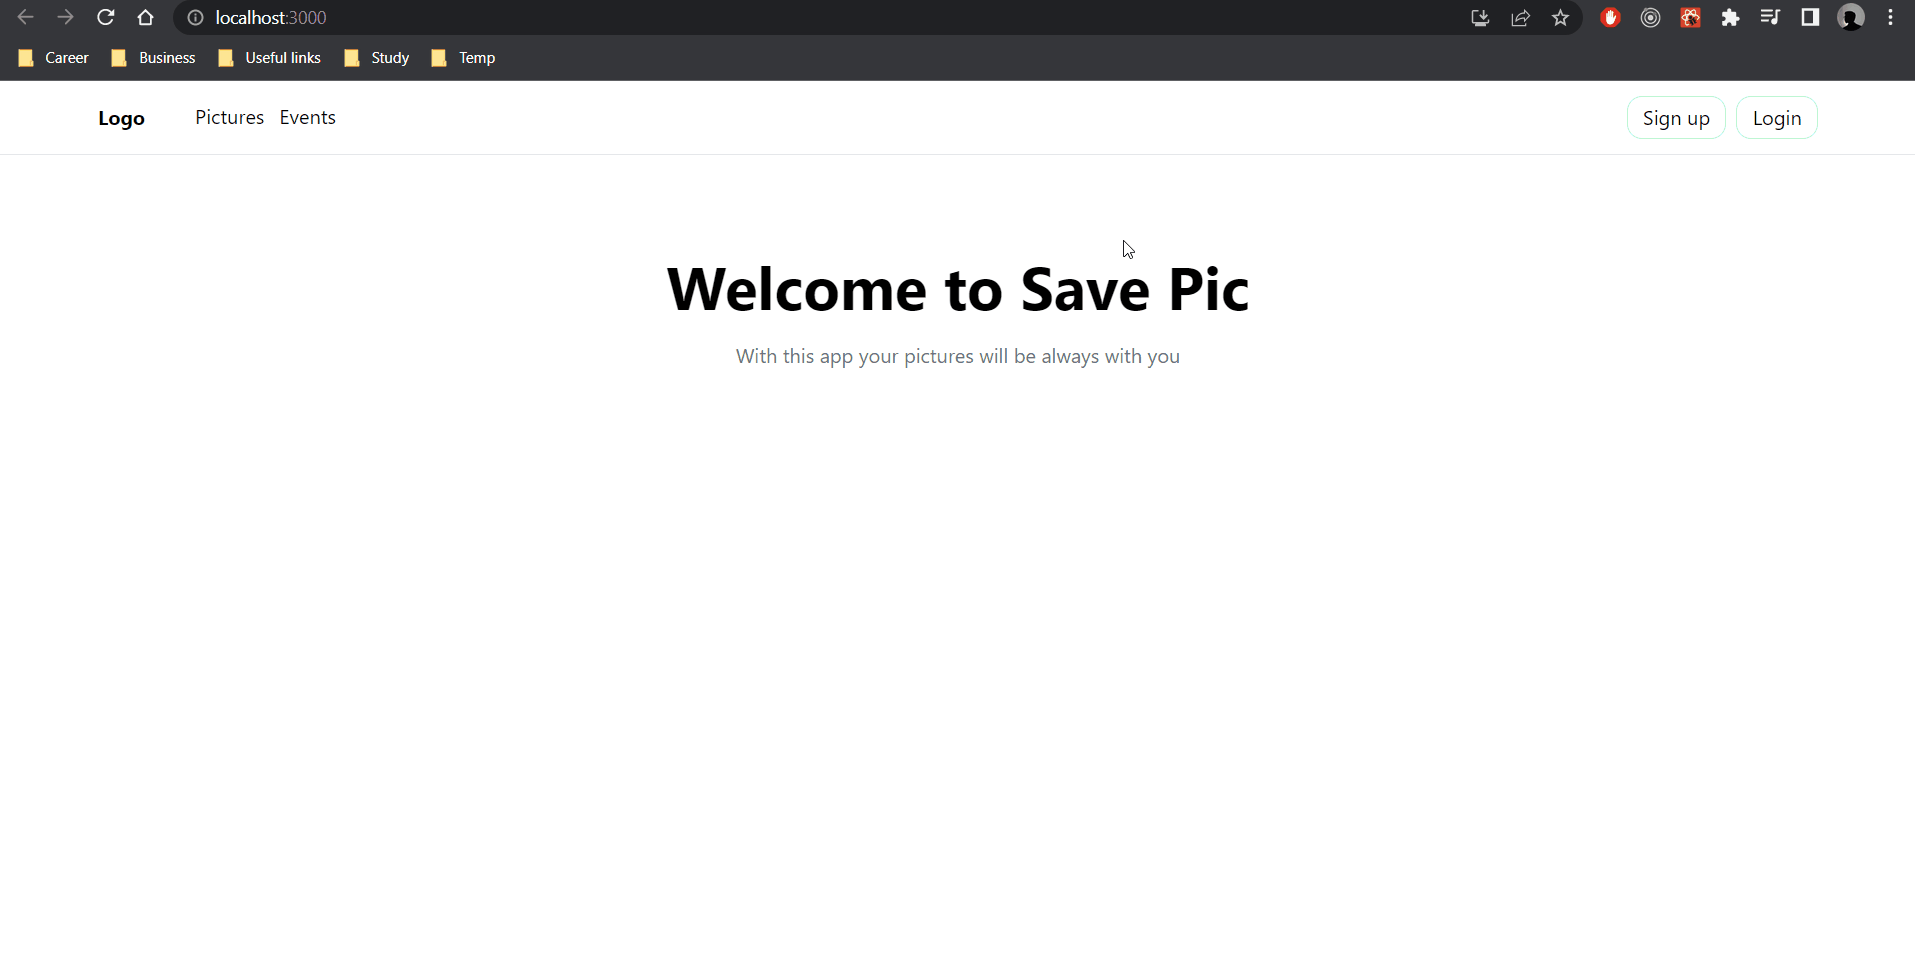 localhost:3000
Career Business Useful links Study Temp
Logo Pictures Events Sign up Login
Welcome to Save Pic
With this app your pictures will be always with you